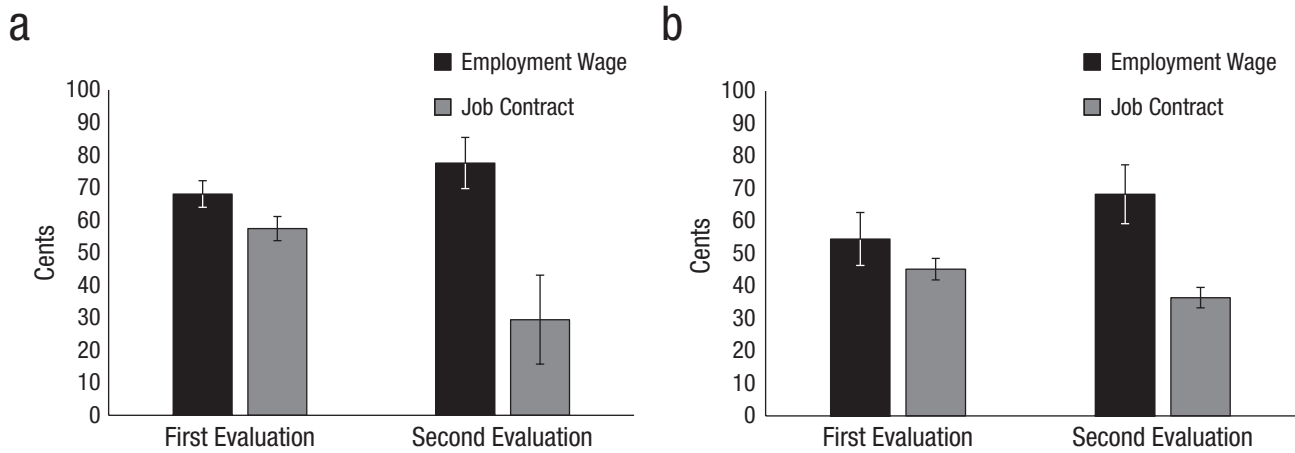 a
Employment Wage
Job Contract
100
90
80
70
60
50
40
30
20
10
0
Cents
First Evaluation
Second Evaluation
b
Employment Wage
Job Contract
100
90
80
70
60
50
40
30
20
10
0
Cents
First Evaluation
Second Evaluation